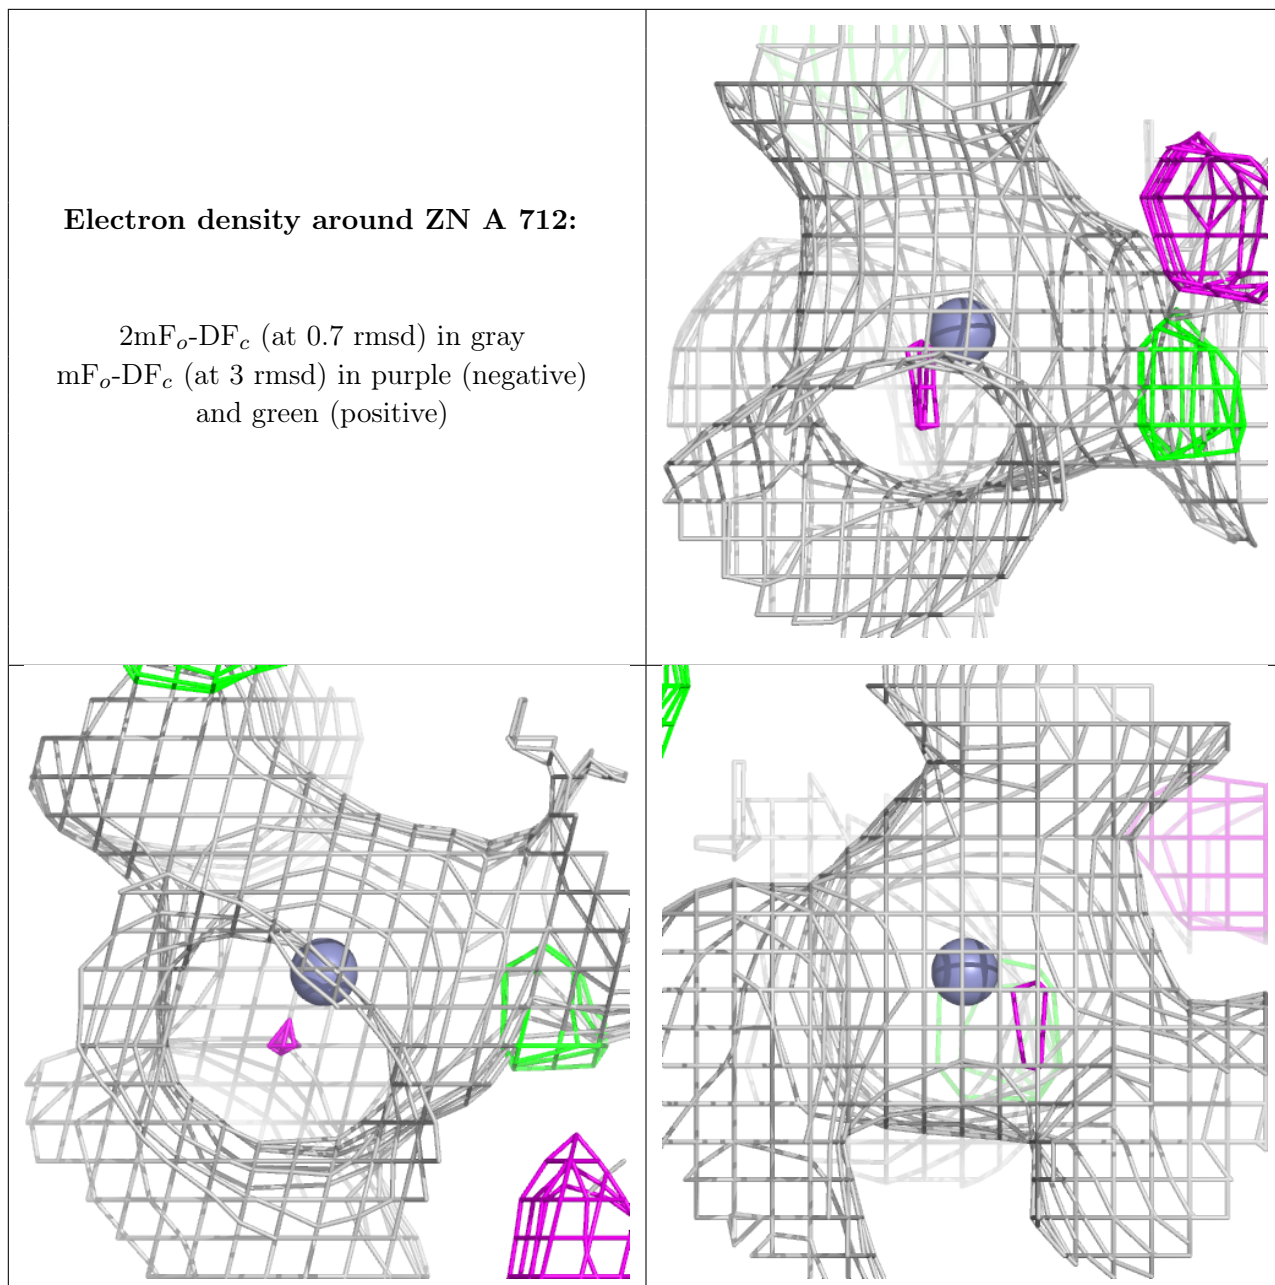 Electron density around ZN A 712:
2mFo-DFc (at 0.7 rmsd) in gray
mFo-DFc (at 3 rmsd) in purple (negative)
and green (positive)